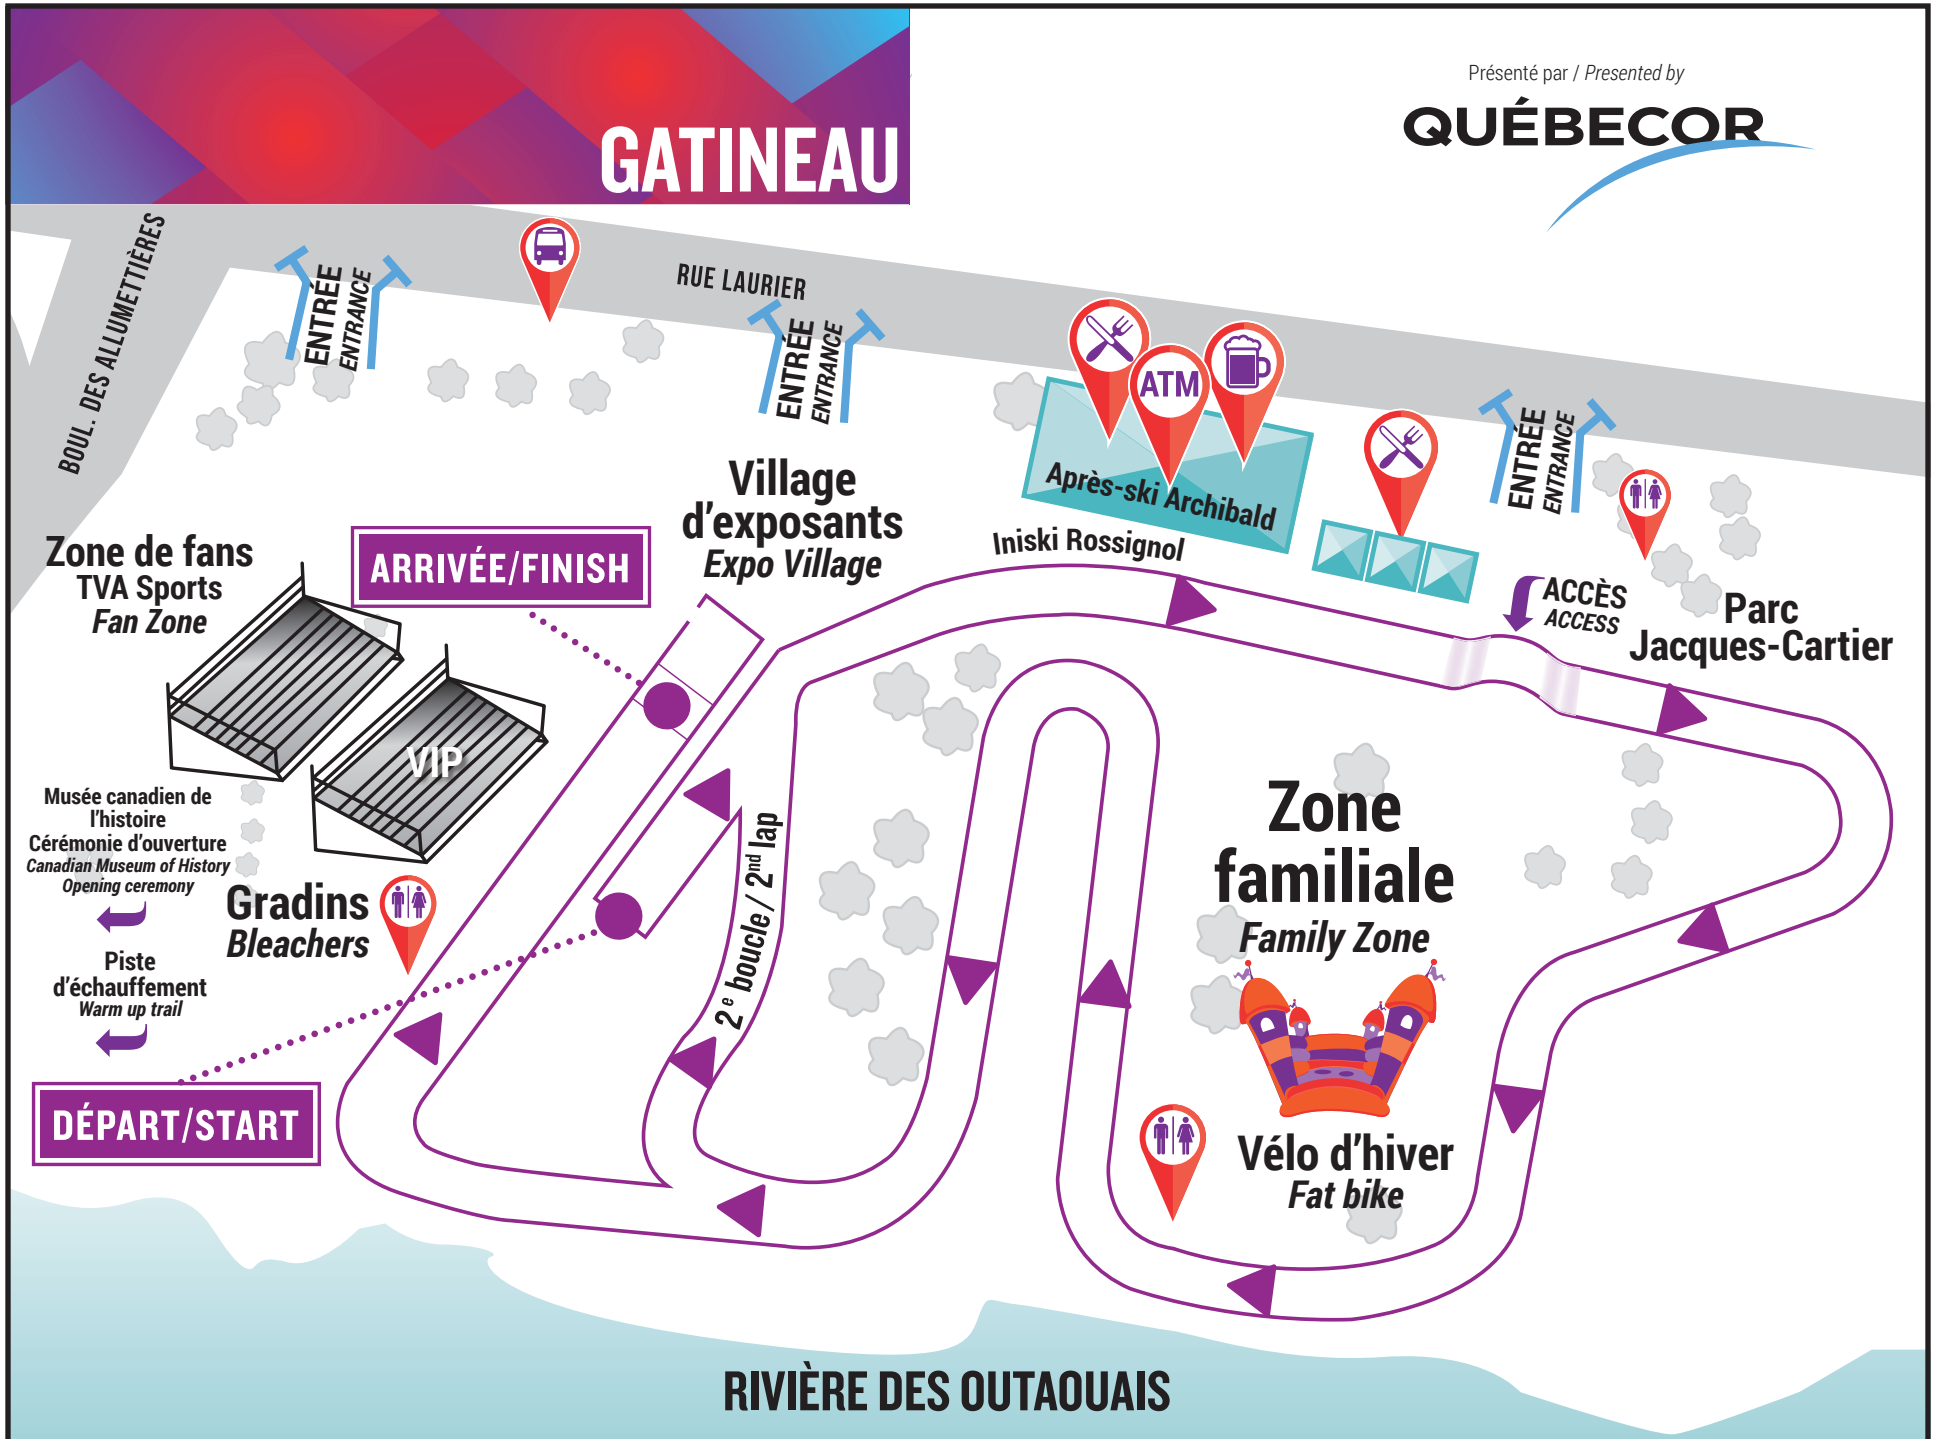 GATINEAU
Présenté par / Presented by
QUÉBECOR
BOUL. DES ALLUMETTIÈRES
RUE LAURIER
ENTRÉE
ENTRANCE
ENTRÉE
ENTRANCE
ENTRÉE
ENTRANCE
ATM
Après-ski Archibald
Iniski Rossignol
Village
d'exposants
Expo Village
ARRIVÉE/FINISH
Zone de fans
TVA Sports
Fan Zone
VIP
ACCÈS
ACCESS
Parc
Jacques-Cartier
Musée canadien de
l'histoire
Cérémonie d'ouverture
Canadian Museum of History
Opening ceremony
Gradins
Bleachers
Piste
d'échauffement
Warm up trail
DÉPART/START
2e boucle / 2nd lap
Zone
familiale
Family Zone
Vélo d'hiver
Fat bike
RIVIÈRE DES OUTAOUAIS